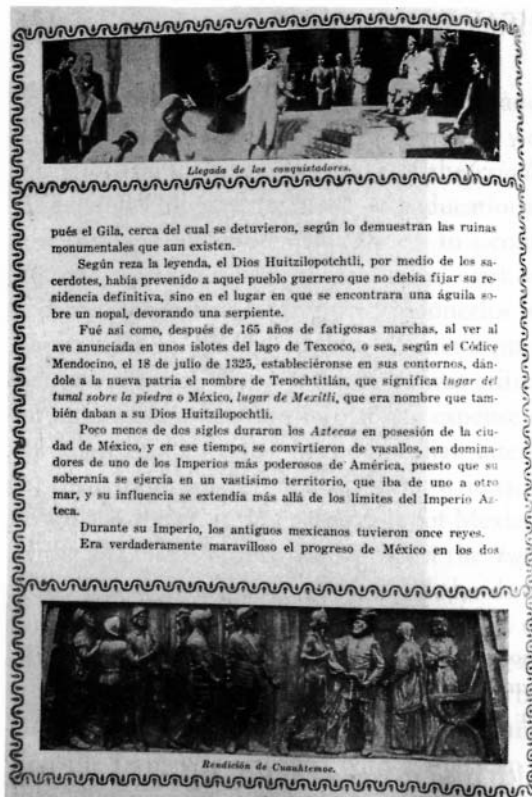 Llegada de los conquistadores.
pués el Gila, cerca del cual se detuvieron, según lo demuestran las ruinas
monumentales que aun existen.
Según reza la leyenda, el Dios Huitzilopotchtli, por medio de los sa-
cerdotes, había prevenido a aquel pueblo guerrero que no debía fijar su re-
sidencia definitiva, sino en el lugar en que se encontrara una águila so-
bre un nopal, devorando una serpiente.
Fué así como, después de 165 años de fatigosas marchas, al ver al
ave anunciada en unos islotes del lago de Texcoco, o sea, según el Códice
Mendocino, el 18 de julio de 1325, estableciéronse en sus contornos, dán-
dole a la nueva patria el nombre de Tenochtitlán, que significa lugar del
tunal sobre la piedra o México, lugar de Mexitli, que era nombre que tam-
bién daban a su Dios Huitzilopochtli.
Poco menos de dos siglos duraron los Aztecas en posesión de la ciu-
dad de México, y en ese tiempo, se convirtieron de vasallos, en domina-
dores de uno de los Imperios más poderosos de América, puesto que su
soberanía se ejercía en un vastísimo territorio, que iba de uno a otro
mar, y su influencia se extendía más allá de los límites del Imperio Az-
teca.
Durante su Imperio, los antiguos mexicanos tuvieron once reyes.
Era verdaderamente maravilloso el progreso de México en los dos
Rendición de Cuauhtemoc.